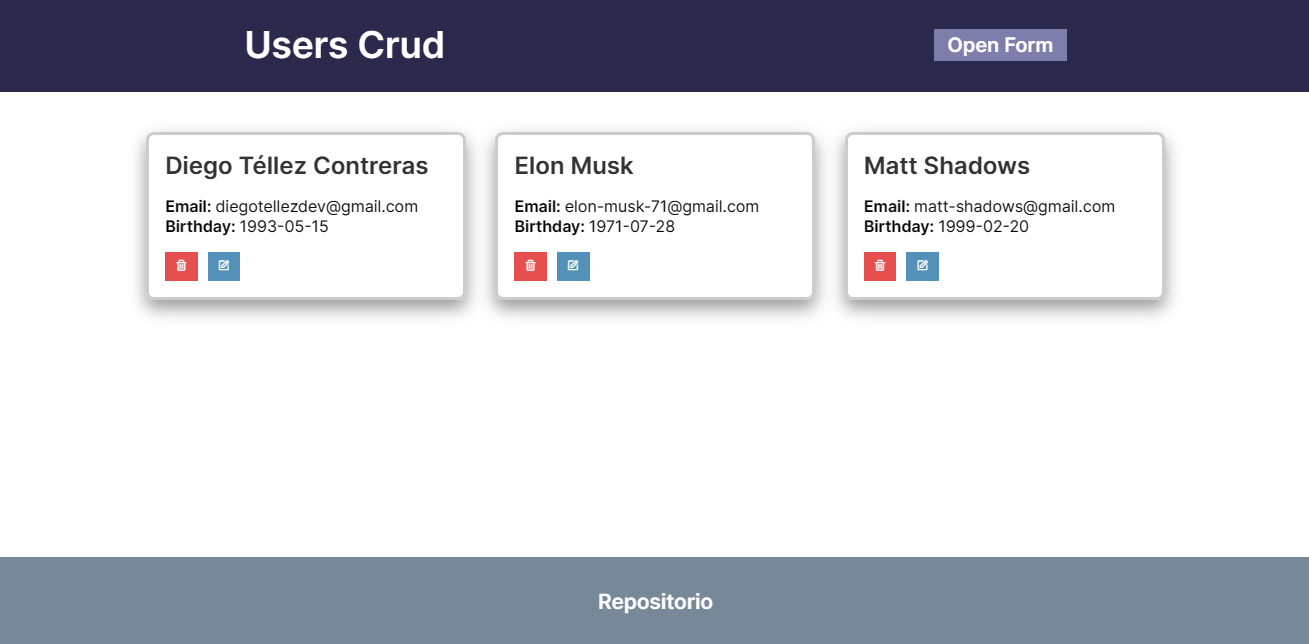 Users Crud
Open Form
Diego Téllez Contreras
Email: diegotellezdev@gmail.com
Birthday: 1993-05-15
Elon Musk
Email: elon-musk-71@gmail.com
Birthday: 1971-07-28
Matt Shadows
Email: matt-shadows@gmail.com
Birthday: 1999-02-20
Repositorio